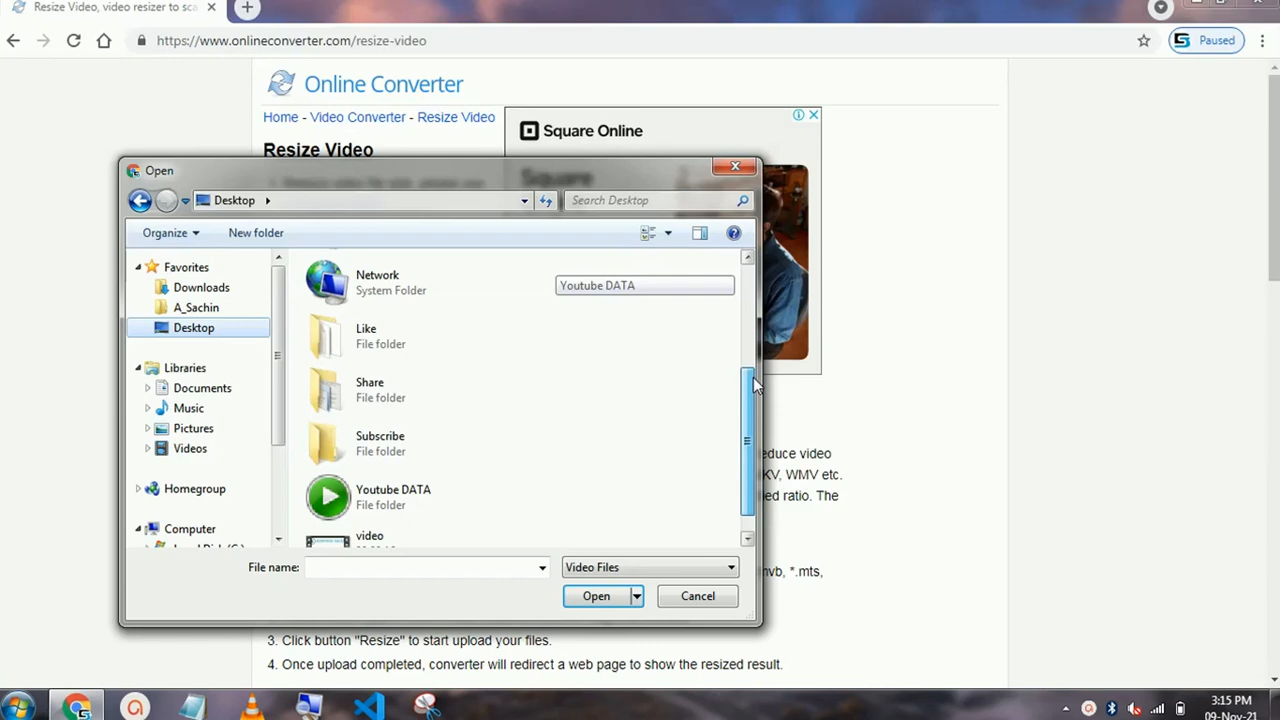 Resize Video, video resizer to sca
https://www.onlineconverter.com/resize-video
Paused
Online Converter
Home - Video Converter - Resize Video
Square Online
Resize Video
Square
Open
Desktop
Search Desktop
Organize
New folder
Favorites
Downloads
A_Sachin
Desktop
Libraries
Documents
Music
Pictures
Videos
Homegroup
Computer
Network
System Folder
Youtube DATA
Like
File folder
Share
File folder
Subscribe
File folder
Youtube DATA
File folder
video
File name:
Video Files
Open
Cancel
educe video
KV, WMV etc.
ed ratio. The
mvb, *.mts,
3. Click button "Resize" to start upload your files.
4. Once upload completed, converter will redirect a web page to show the resized result.
3:15 PM
09-Nov-21